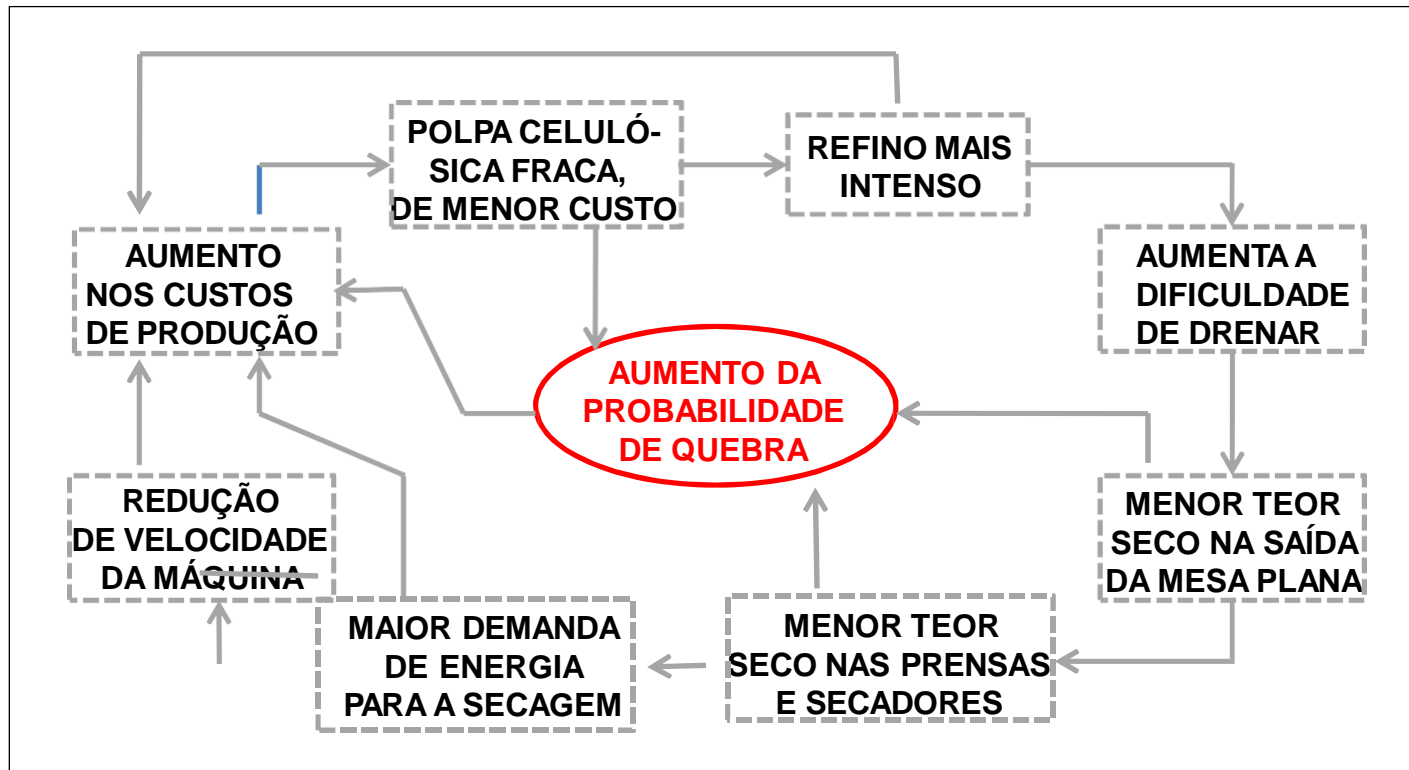 POLPA CELULÓ-
SICA FRACA,
DE MENOR CUSTO
REFINO MAIS
INTENSO
AUMENTO
NOS CUSTOS
DE PRODUÇÃO
AUMENTA A
DIFICULDADE
DE DRENAR
AUMENTO DA
PROBABILIDADE
DE QUEBRA
REDUÇÃO
DE VELOCIDADE
DA MÁQUINA
MENOR TEOR
SECO NA SAÍDA
DA MESA PLANA
MAIOR DEMANDA
DE ENERGIA
PARA A SECAGEM
MENOR TEOR
SECO NAS PRENSAS
E SECADORES